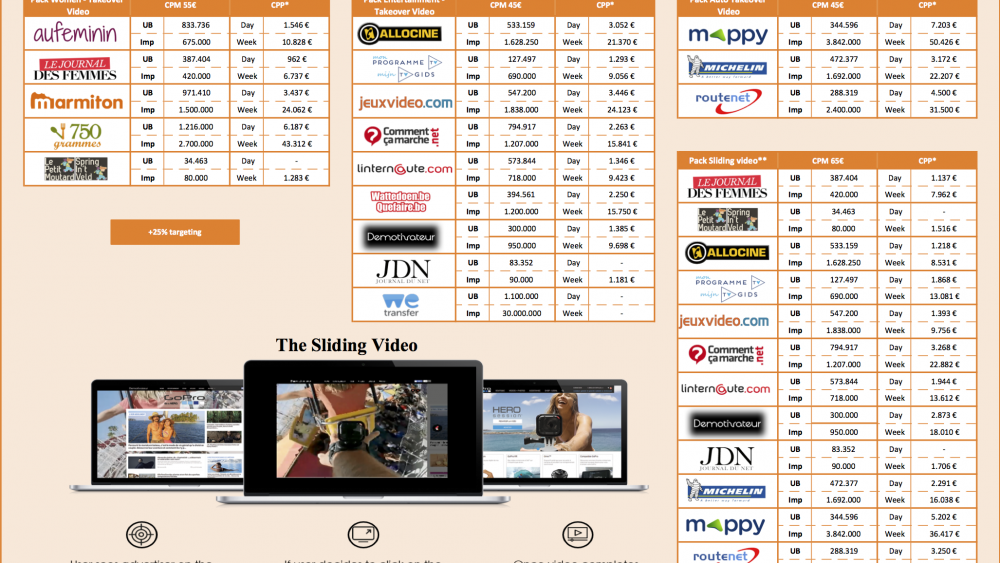 Pack Women - Takeover Video CPM 55€ CPP*
aufeminin UB 833.736 Day 1.546 €
Imp 675.000 Week 10.828 €
LE JOURNAL DES FEMMES UB 387.404 Day 962 €
Imp 420.000 Week 6.737 €
marmiton UB 971.410 Day 3.437 €
Imp 1.500.000 Week 24.062 €
750 grammes UB 1.216.000 Day 6.187 €
Imp 2.700.000 Week 43.312 €
Le Petit Moutard Spring In't Veld UB 34.463 Day -
Imp 80.000 Week 1.283 €
+25% targeting
Pack Entertainment - Takeover Video CPM 45€ CPP*
ALLOCINE UB 533.159 Day 3.052 €
Imp 1.628.250 Week 21.370 €
mon PROGRAMME TV mijn TV GIDS UB 127.497 Day 1.293 €
Imp 690.000 Week 9.056 €
jeuxvideo.com UB 547.200 Day 3.446 €
Imp 1.838.000 Week 24.123 €
Comment ça marche.net UB 794.917 Day 2.263 €
Imp 1.207.000 Week 15.841 €
linternaute.com UB 573.844 Day 1.346 €
Imp 718.000 Week 9.423 €
Wattedoen.be Quefaire.be UB 394.561 Day 2.250 €
Imp 1.200.000 Week 15.750 €
Demotivateur UB 300.000 Day 1.385 €
Imp 950.000 Week 9.698 €
JDN JOURNAL DU NET UB 83.352 Day -
Imp 90.000 Week 1.181 €
we transfer UB 1.100.000 Day -
Imp 30.000.000 Week -
Pack Auto Takeover Video CPM 45€ CPP*
mappy UB 344.596 Day 7.203 €
Imp 3.842.000 Week 50.426 €
MICHELIN UB 472.377 Day 3.172 €
Imp 1.692.000 Week 22.207 €
routenet UB 288.319 Day 4.500 €
Imp 2.400.000 Week 31.500 €
Pack Sliding video** CPM 65€ CPP*
LE JOURNAL DES FEMMES UB 387.404 Day 1.137 €
Imp 420.000 Week 7.962 €
Le Petit Moutard Spring In't Veld UB 34.463 Day -
Imp 80.000 Week 1.516 €
ALLOCINE UB 533.159 Day 1.218 €
Imp 1.628.250 Week 8.531 €
mon PROGRAMME TV mijn TV GIDS UB 127.497 Day 1.868 €
Imp 690.000 Week 13.081 €
jeuxvideo.com UB 547.200 Day 1.393 €
Imp 1.838.000 Week 9.756 €
Comment ça marche.net UB 794.917 Day 3.268 €
Imp 1.207.000 Week 22.882 €
linternaute.com UB 573.844 Day 1.944 €
Imp 718.000 Week 13.612 €
Demotivateur UB 300.000 Day 2.873 €
Imp 950.000 Week 18.010 €
JDN JOURNAL DU NET UB 83.352 Day -
Imp 90.000 Week 1.706 €
MICHELIN UB 472.377 Day 2.291 €
Imp 1.692.000 Week 16.038 €
mappy UB 344.596 Day 5.202 €
Imp 3.842.000 Week 36.417 €
routenet UB 288.319 Day 3.250 €
The Sliding Video
GoPro
HERO
session